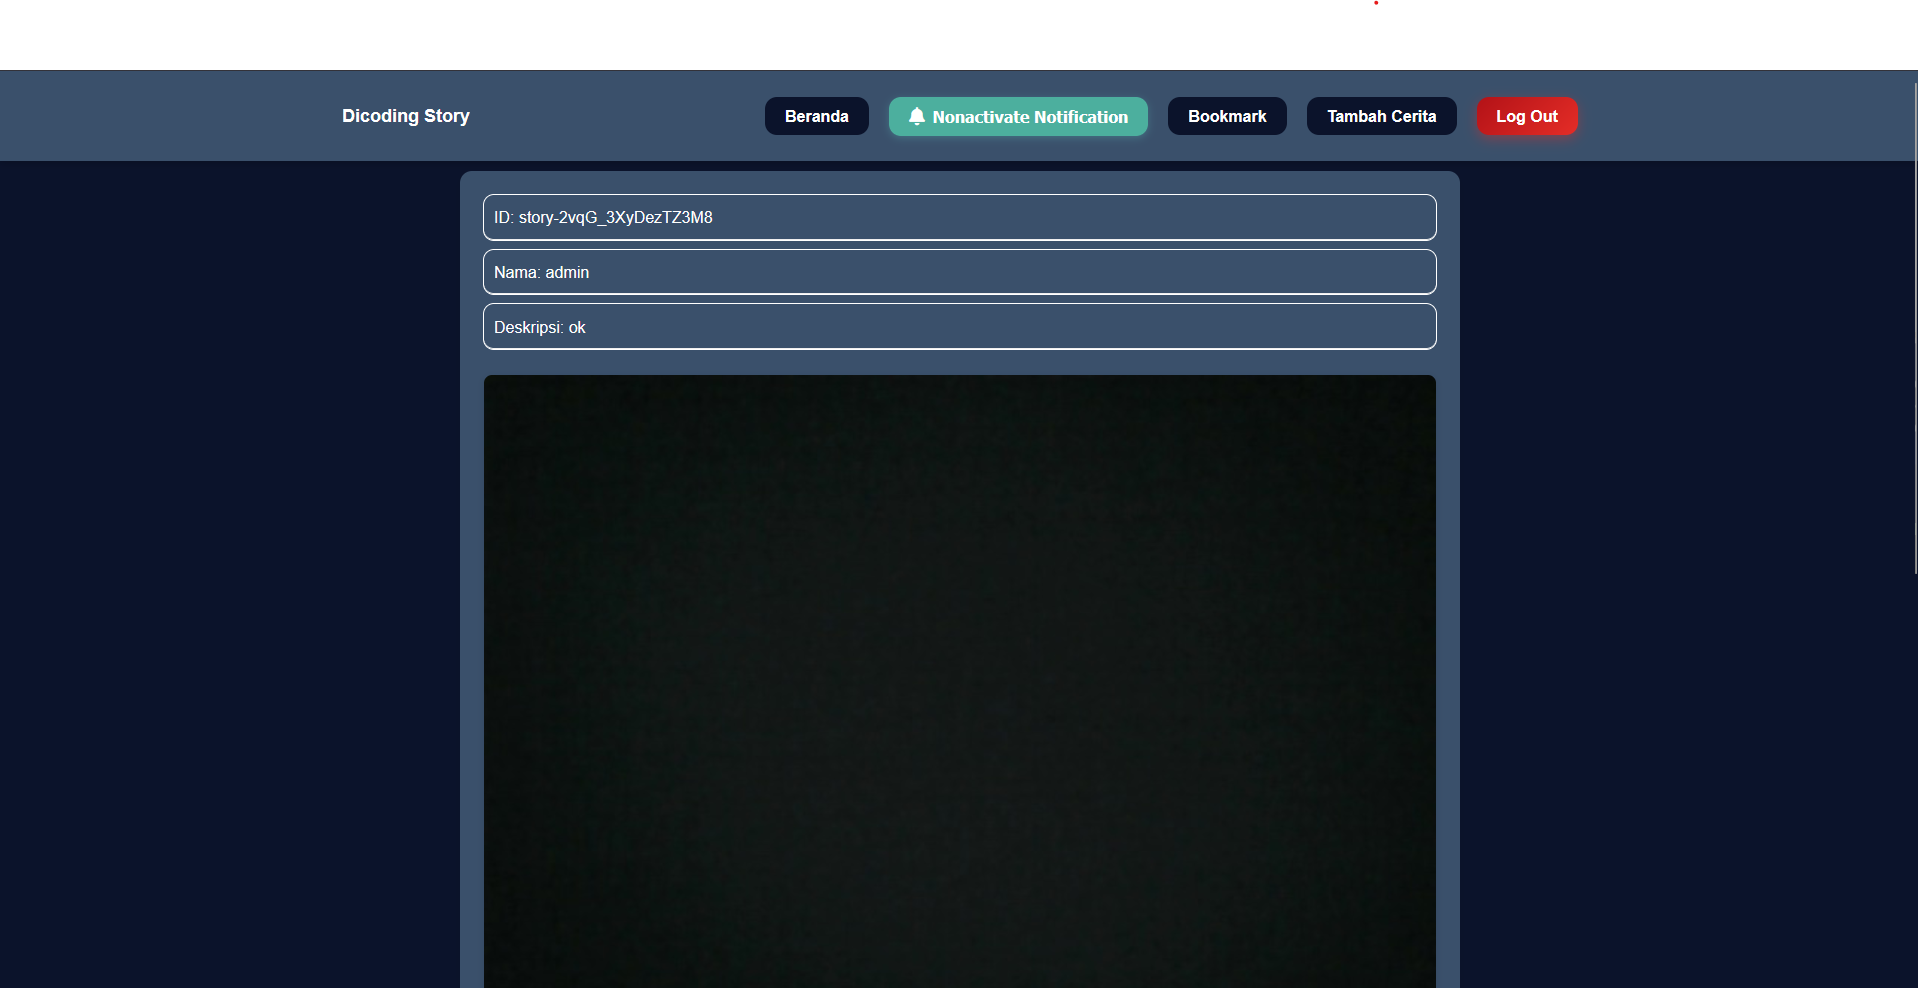 Dicoding Story
Beranda
Nonactivate Notification
Bookmark
Tambah Cerita
Log Out
ID: story-2vqG_3XyDezTZ3M8
Nama: admin
Deskripsi: ok